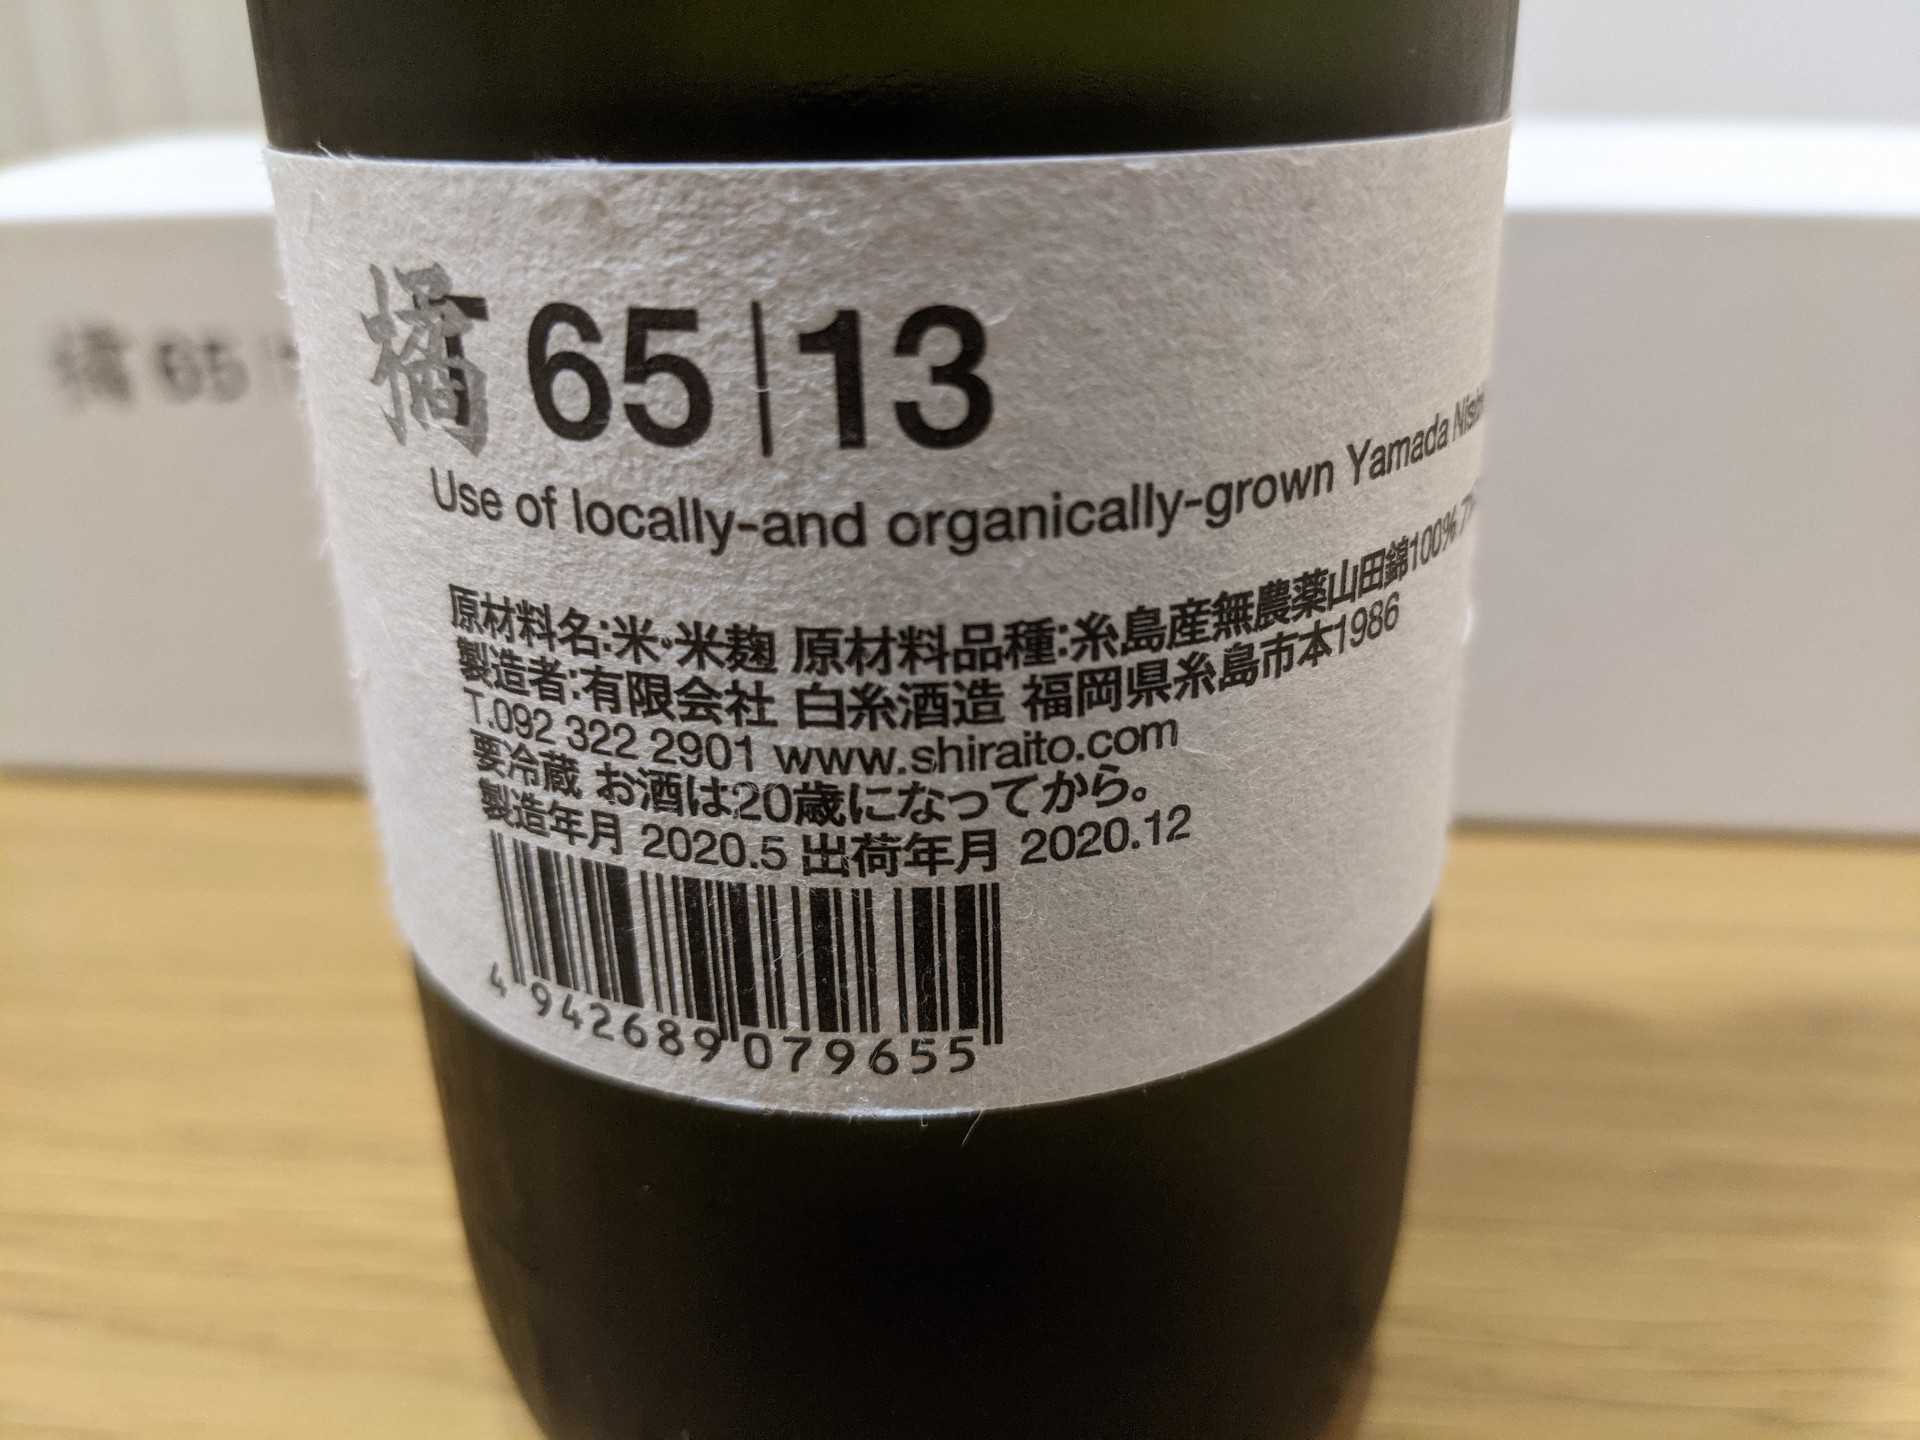 橘 65|13
Use of locally-and organically-grown Yamada
原材料名:米・米麹 原材料品種:糸島産無農薬山田錦100%
製造者:有限会社 白糸酒造 福岡県糸島市本1986
T.092 322 2901 www.shiraito.com
要冷蔵 お酒は20歳になってから。
製造年月 2020.5 出荷年月 2020.12
4 942689 079655
橘 65